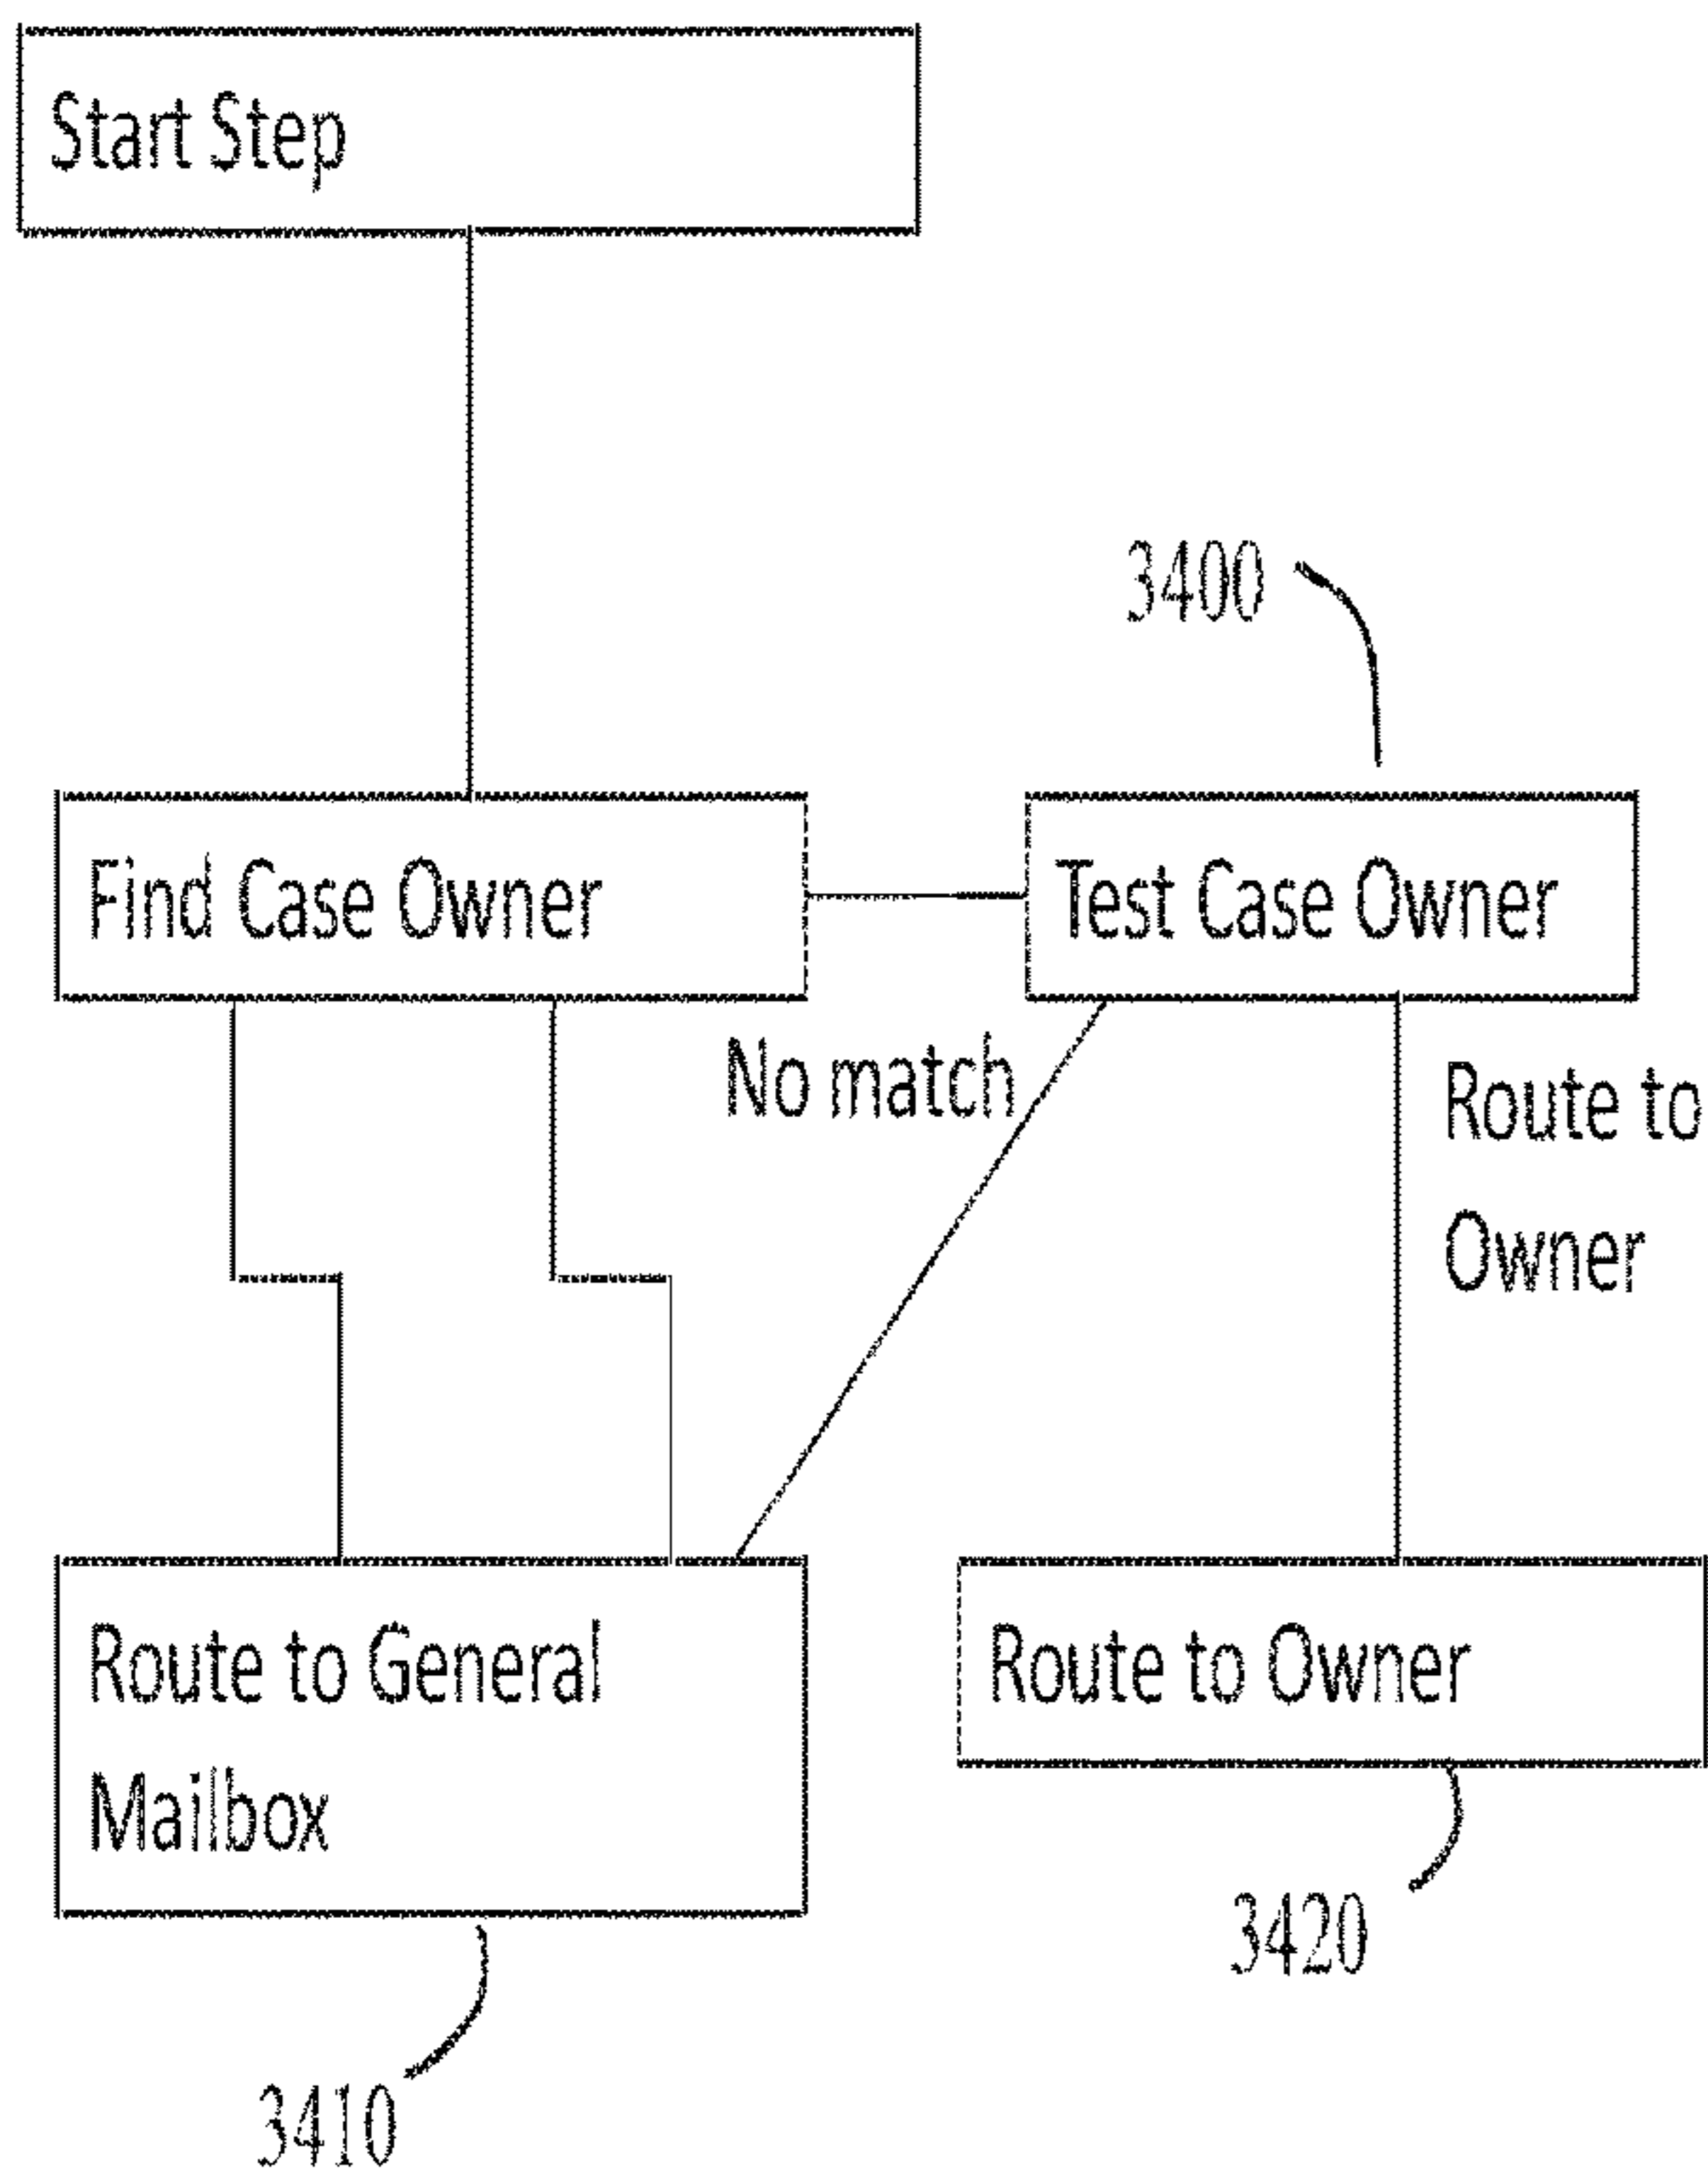 Start Step
3400
Find Case Owner
Test Case Owner
No match
Route to
Owner
Route to General
Mailbox
Route to Owner
3420
3410